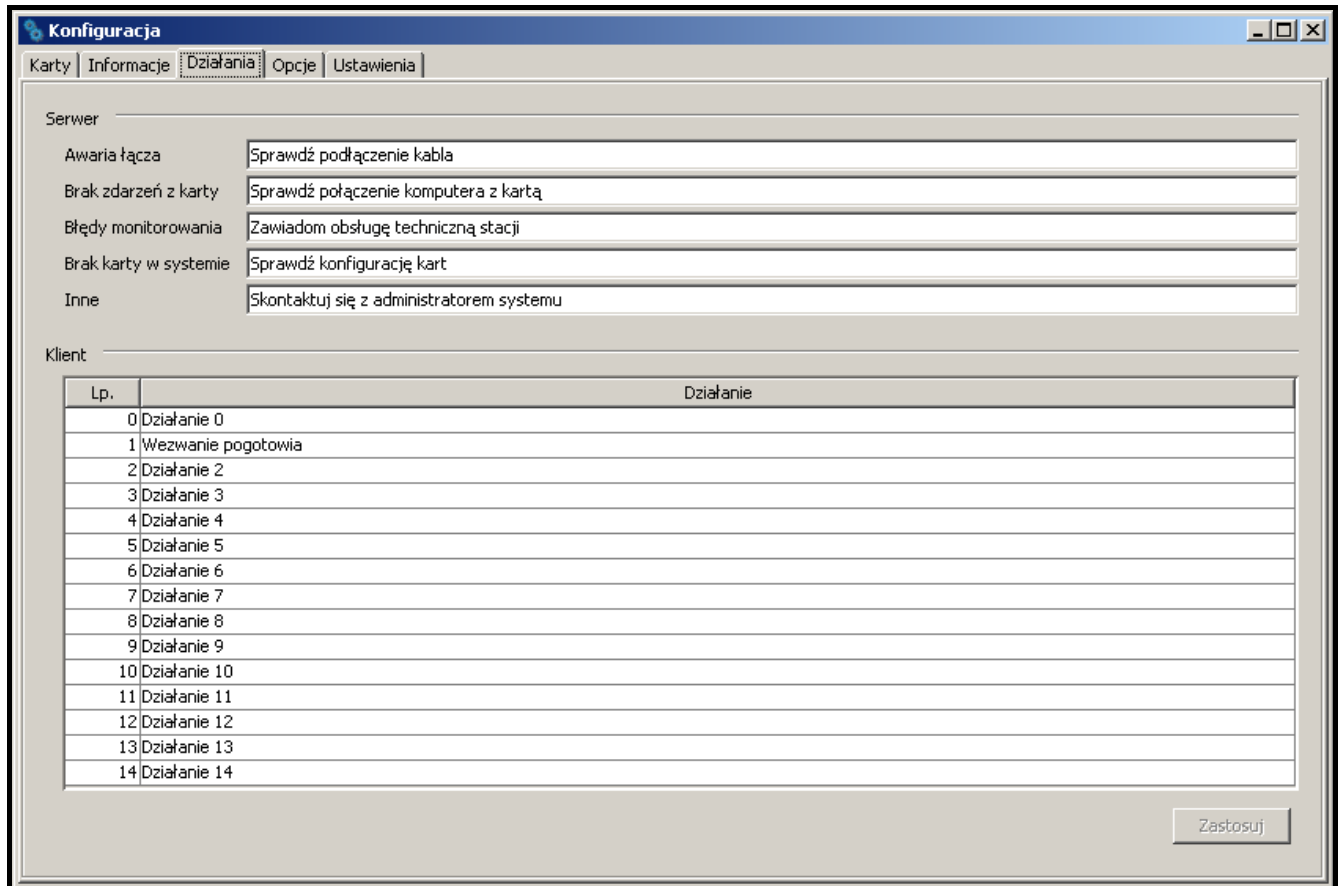 Konfiguracja
Karty Informacje Działania Opcje Ustawienia
Serwer
Awaria łącza Sprawdź podłączenie kabla
Brak zdarzeń z karty Sprawdź połączenie komputera z kartą
Błędy monitorowania Zawiadom obsługę techniczną stacji
Brak karty w systemie Sprawdź konfigurację kart
Inne Skontaktuj się z administratorem systemu
Klient
Lp. Działanie
0 Działanie 0
1 Wezwanie pogotowia
2 Działanie 2
3 Działanie 3
4 Działanie 4
5 Działanie 5
6 Działanie 6
7 Działanie 7
8 Działanie 8
9 Działanie 9
10 Działanie 10
11 Działanie 11
12 Działanie 12
13 Działanie 13
14 Działanie 14
Zastosuj